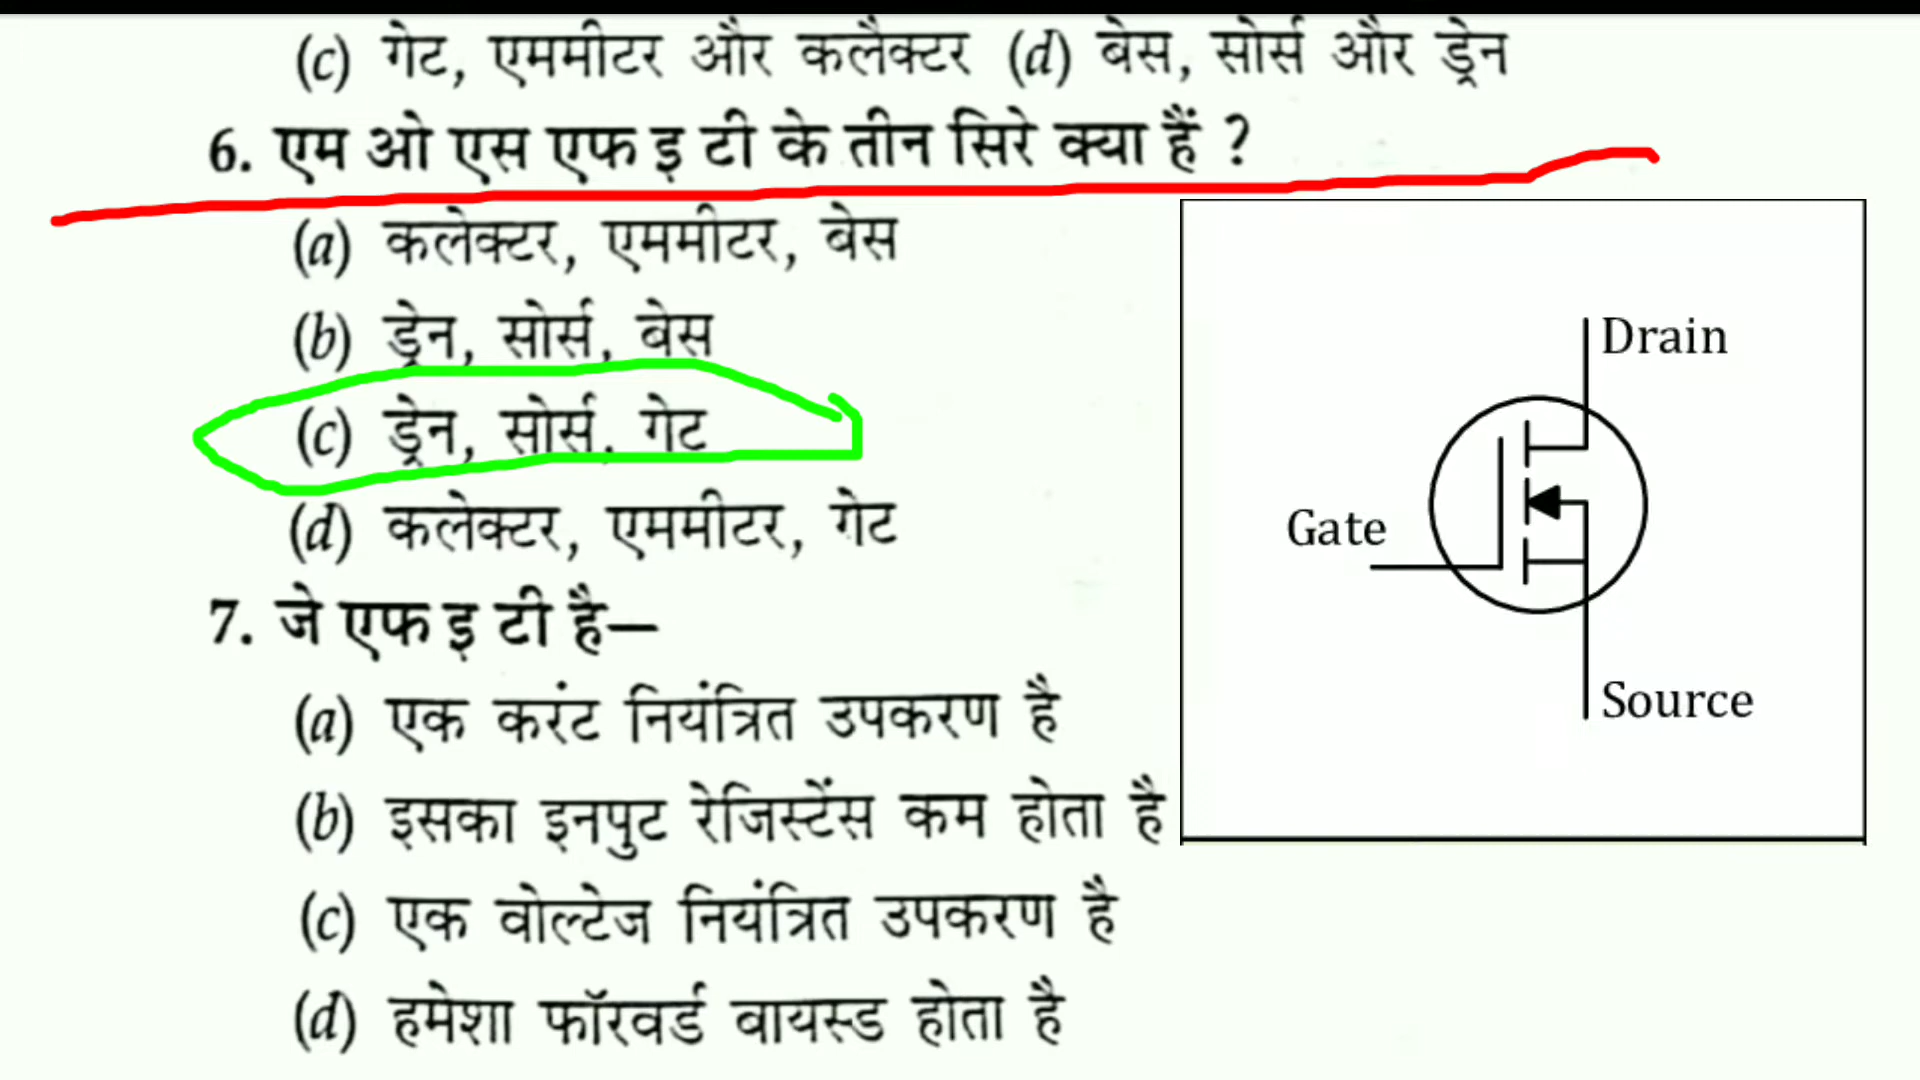 (c) गेट, एममीटर और कलैक्टर (d) बेस, सोर्स और ड्रेन
6. एम ओ एस एफ इ टी के तीन सिरे क्या हैं ?
(a) कलेक्टर, एममीटर, बेस
(b) ड्रेन, सोर्स, बेस
(c) ड्रेन, सोर्स, गेट
(d) कलेक्टर, एममीटर, गेट
7. जे एफ इ टी है—
(a) एक करंट नियंत्रित उपकरण है
(b) इसका इनपुट रेजिस्टेंस कम होता है
(c) एक वोल्टेज नियंत्रित उपकरण है
(d) हमेशा फॉरवर्ड वायस्ड होता है
Drain
Gate
Source